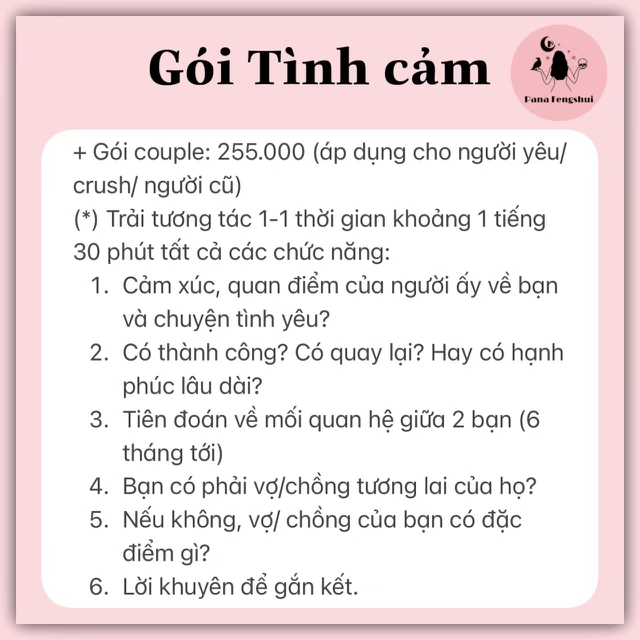 Gói Tình cảm
Pana Fengshui
+ Gói couple: 255.000 (áp dụng cho người yêu/
crush/ người cũ)
(*) Trải tương tác 1-1 thời gian khoảng 1 tiếng
30 phút tất cả các chức năng:
1. Cảm xúc, quan điểm của người ấy về bạn
và chuyện tình yêu?
2. Có thành công? Có quay lại? Hay có hạnh
phúc lâu dài?
3. Tiên đoán về mối quan hệ giữa 2 bạn (6
tháng tới)
4. Bạn có phải vợ/chồng tương lai của họ?
5. Nếu không, vợ/ chồng của bạn có đặc
điểm gì?
6. Lời khuyên để gắn kết.